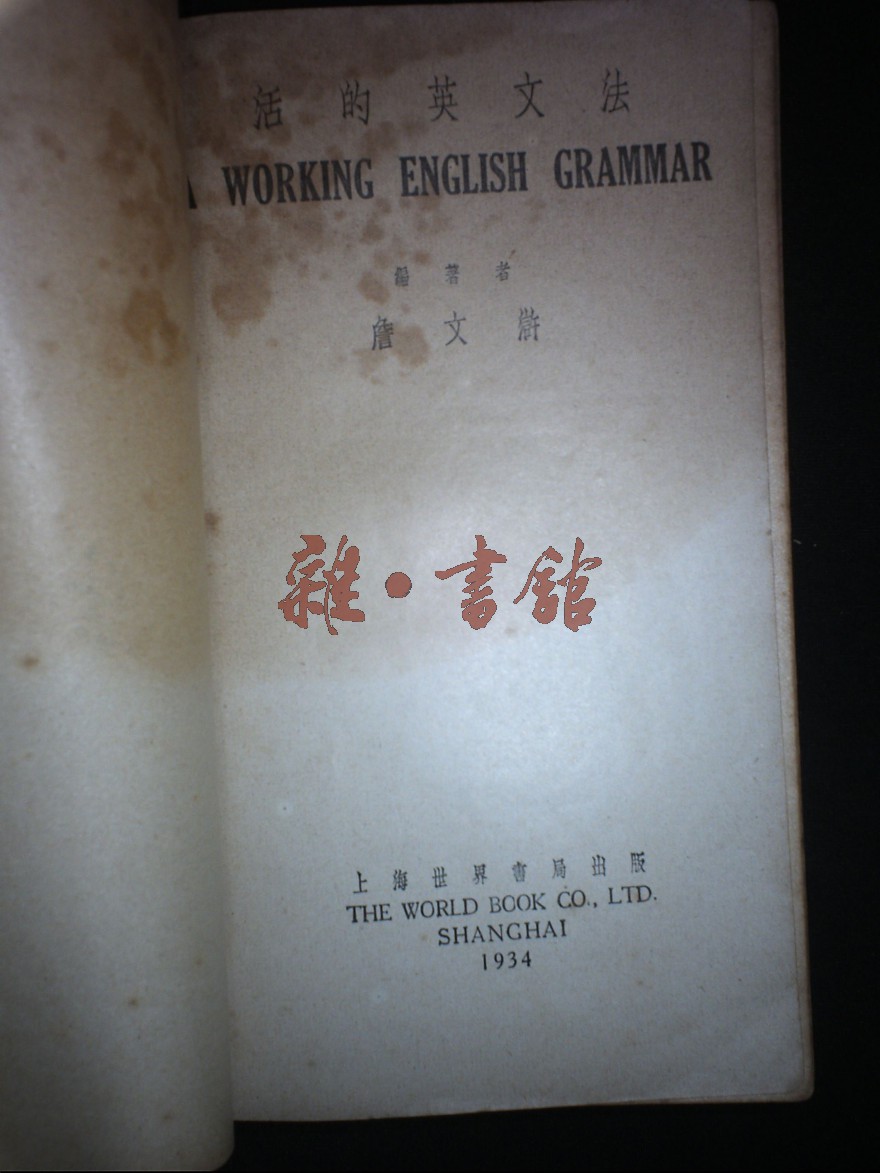 活的英文法
A WORKING ENGLISH GRAMMAR
編著者
詹文滸
雜·書館
上海世界書局出版
THE WORLD BOOK CO., LTD.
SHANGHAI
1934